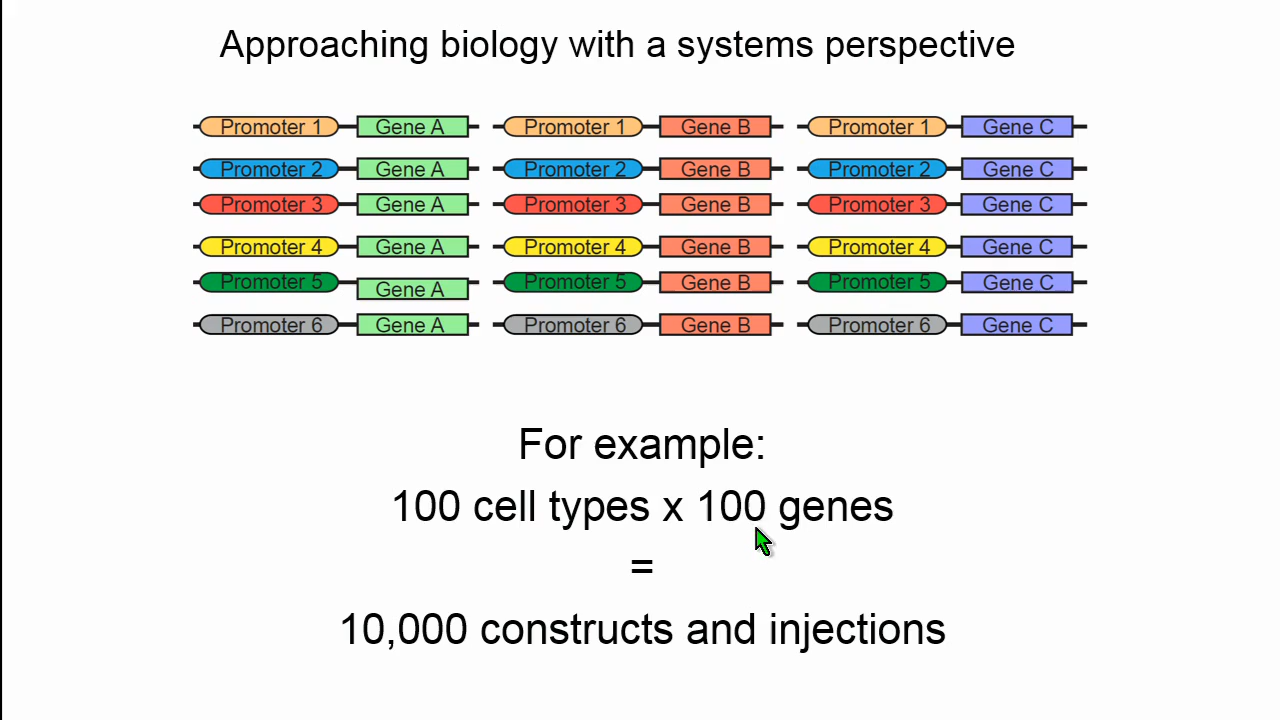 Approaching biology with a systems perspective
Promoter 1 Gene A Promoter 1 Gene B Promoter 1 Gene C
Promoter 2 Gene A Promoter 2 Gene B Promoter 2 Gene C
Promoter 3 Gene A Promoter 3 Gene B Promoter 3 Gene C
Promoter 4 Gene A Promoter 4 Gene B Promoter 4 Gene C
Promoter 5 Gene A Promoter 5 Gene B Promoter 5 Gene C
Promoter 6 Gene A Promoter 6 Gene B Promoter 6 Gene C
For example:
100 cell types x 100 genes
=
10,000 constructs and injections